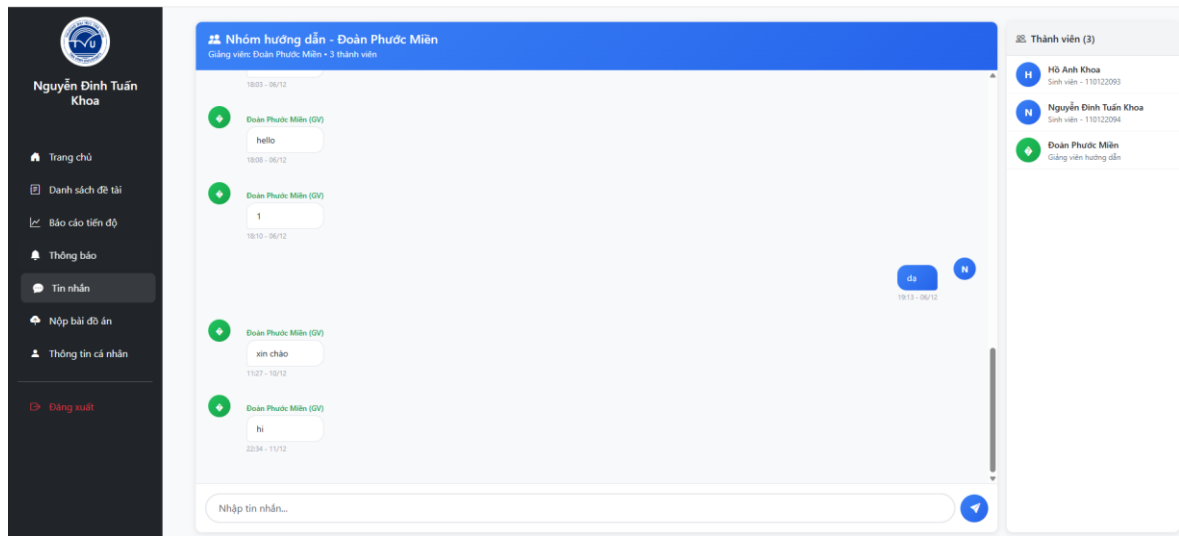 TVU
Nguyễn Đình Tuấn
Khoa
Trang chủ
Danh sách đề tài
Báo cáo tiến độ
Thông báo
Tin nhắn
Nộp bài đồ án
Thông tin cá nhân
Đăng xuất
Nhóm hướng dẫn - Đoàn Phước Miền
Giảng viên: Đoàn Phước Miền • 3 thành viên
18:03 - 06/12
Đoàn Phước Miền (GV)
hello
18:08 - 06/12
Đoàn Phước Miền (GV)
1
18:10 - 06/12
N
dạ
19:13 - 06/12
Đoàn Phước Miền (GV)
xin chào
11:27 - 10/12
Đoàn Phước Miền (GV)
hi
22:34 - 11/12
Nhập tin nhắn...
Thành viên (3)
H
Hồ Anh Khoa
Sinh viên - 110122093
N
Nguyễn Đình Tuấn Khoa
Sinh viên - 110122094
Đoàn Phước Miền
Giảng viên hướng dẫn